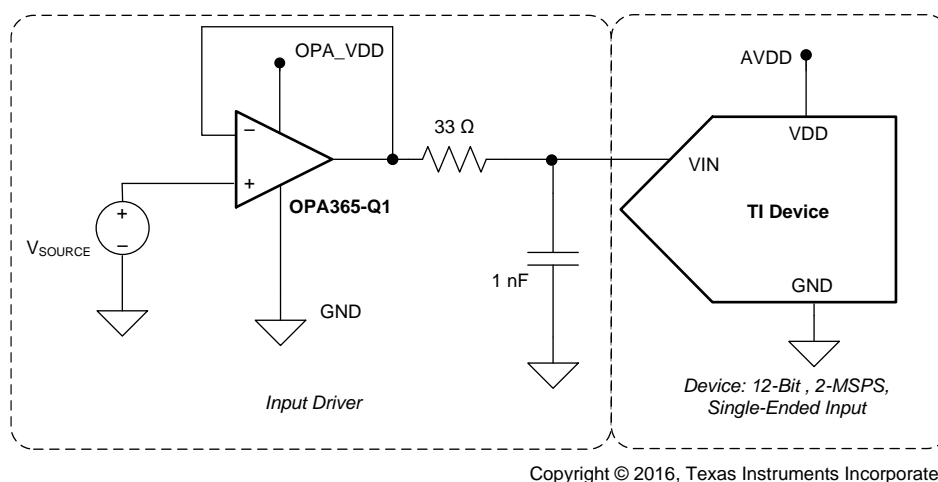 OPA_VDD
AVDD
33 Ω
−
VDD
VIN
+
OPA365-Q1
TI Device
+
−
VSOURCE
1 nF
GND
GND
Input Driver
Device: 12-Bit , 2-MSPS,
Single-Ended Input
Copyright © 2016, Texas Instruments Incorporate